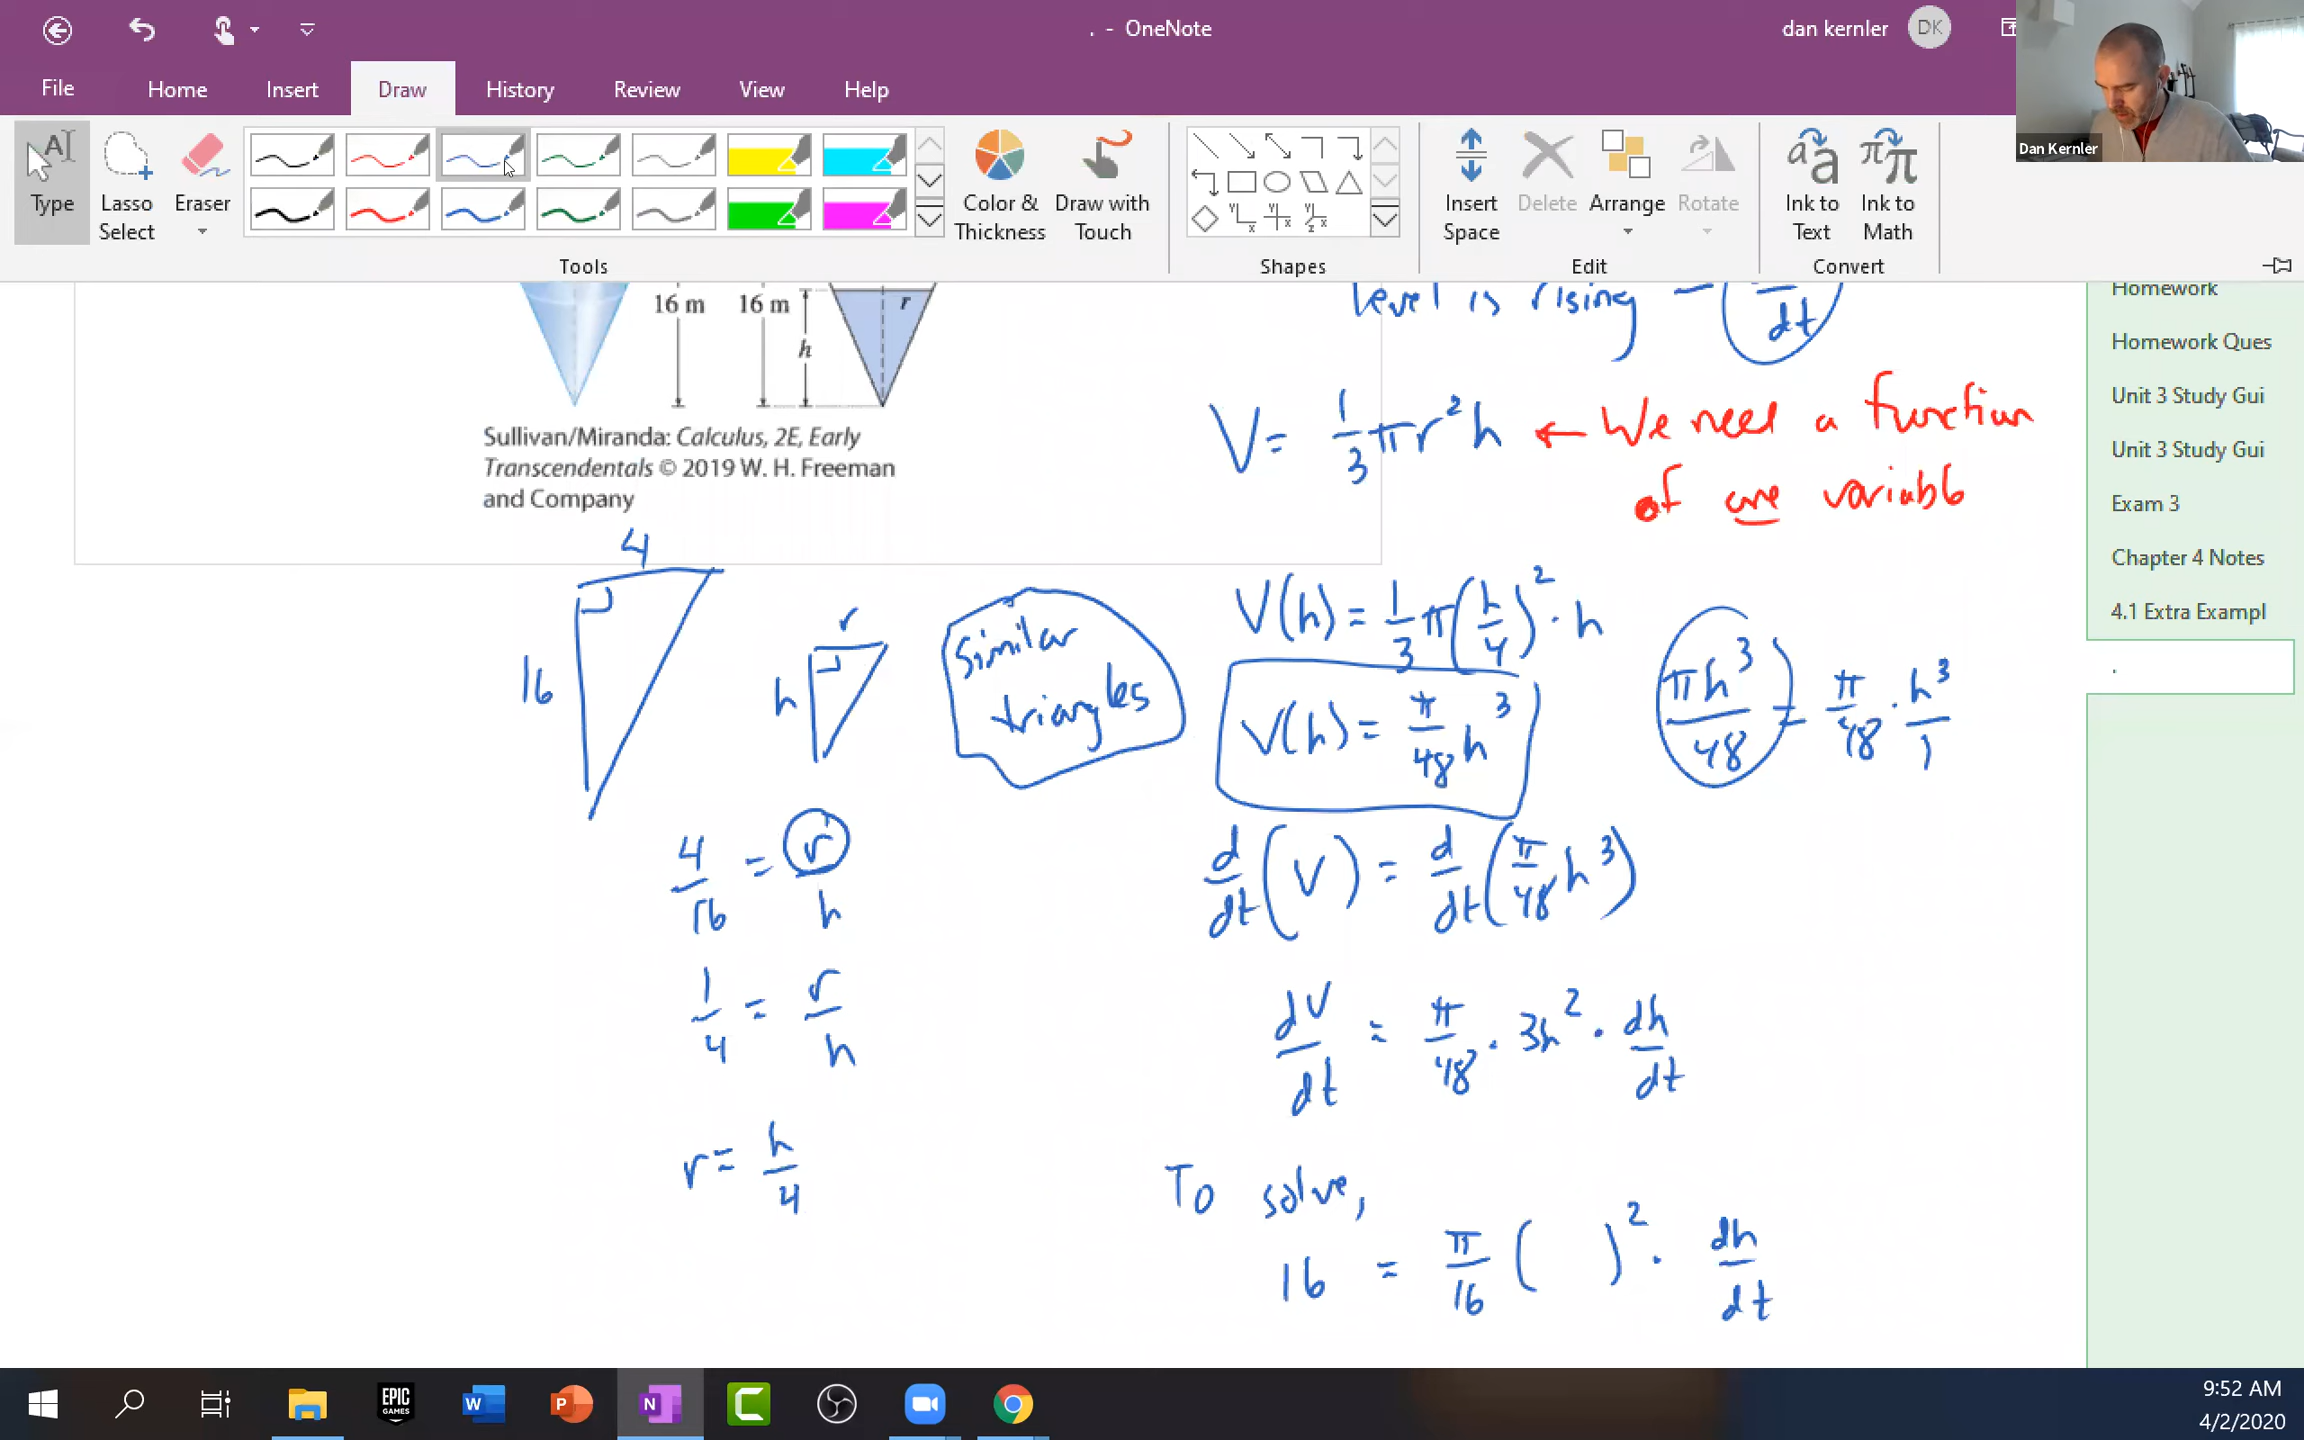 . - OneNote
dan kernler
DK
File
Home
Insert
Draw
History
Review
View
Help
Type
Lasso Select
Eraser
Color & Thickness
Draw with Touch
Insert Space
Delete
Arrange
Rotate
Ink to Text
Ink to Math
Tools
Shapes
Edit
Convert
Dan Kernler
16 m
16 m
h
r
Sullivan/Miranda: Calculus, 2E, Early
Transcendentals © 2019 W. H. Freeman
and Company
level is rising –
dt
V = 1/3 πr²h ← We need a function
of one variable
4
16
r
h
Similar
triangles
V(h) = 1/3 π(h/4)² · h
V(h) = π/48 h³
πh³/48 = π/48 · h³/1
4/16 = r/h
d/dt(V) = d/dt(π/48 h³)
1/4 = r/h
dV/dt = π/48 · 3h² · dh/dt
r = h/4
To solve,
16 = π/16 ( )² · dh/dt
Homework
Homework Ques
Unit 3 Study Gui
Unit 3 Study Gui
Exam 3
Chapter 4 Notes
4.1 Extra Exampl
.
EPIC GAMES
W
P
N
9:52 AM
4/2/2020